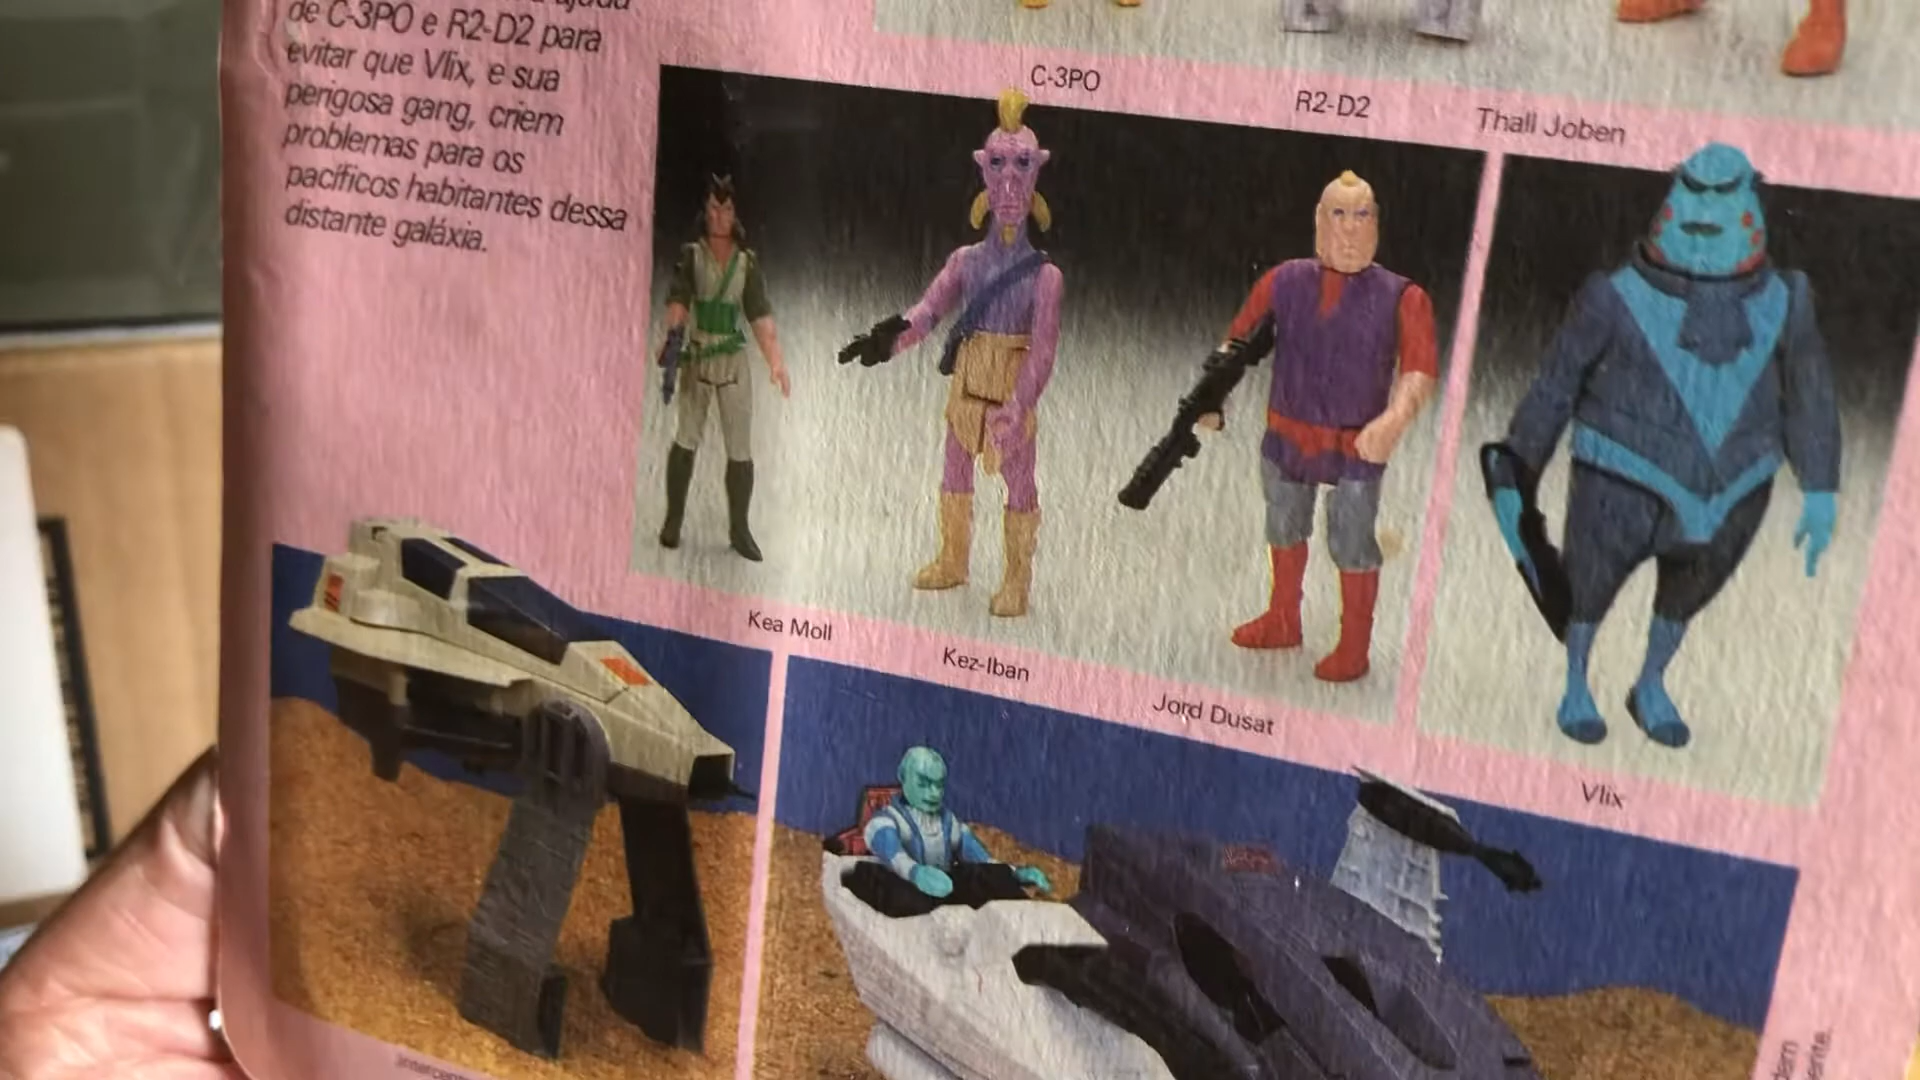 de C-3PO e R2-D2 para
evitar que Vlix, e sua
perigosa gang, criem
problemas para os
pacíficos habitantes dessa
distante galáxia.
C-3PO
R2-D2
Thall Joben
Kea Moll
Kez-Iban
Jord Dusat
Vlix